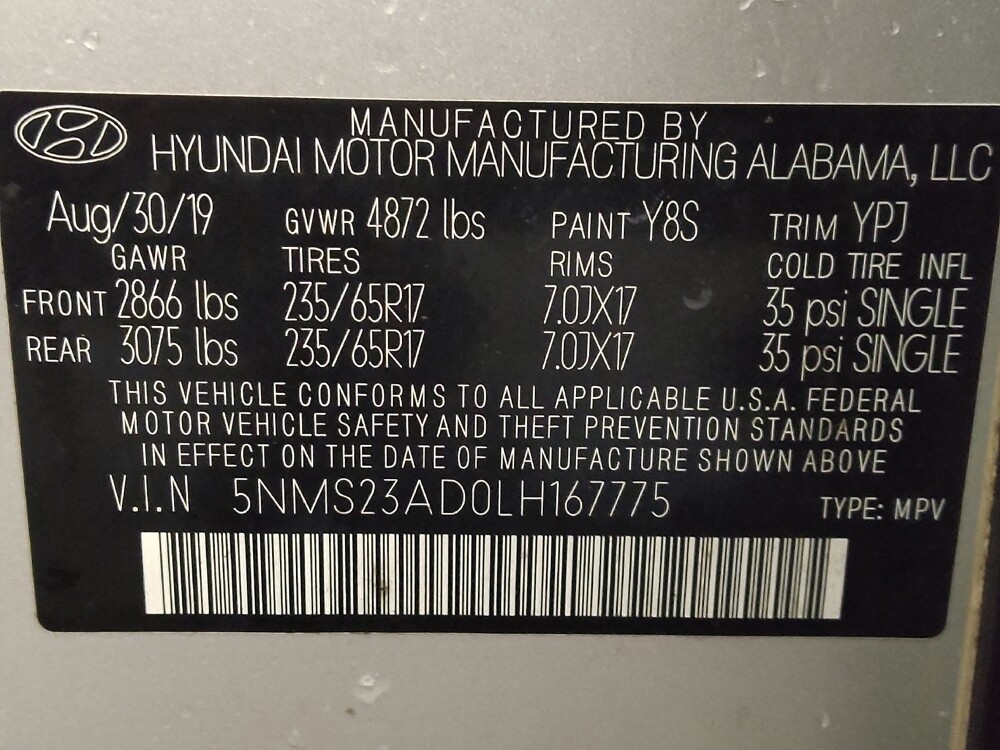 MANUFACTURED BY
HYUNDAI MOTOR MANUFACTURING ALABAMA, LLC
Aug/30/19 GVWR 4872 lbs PAINT Y8S TRIM YPJ
GAWR TIRES RIMS COLD TIRE INFL
FRONT 2866 lbs 235/65R17 7.0JX17 35 psi SINGLE
REAR 3075 lbs 235/65R17 7.0JX17 35 psi SINGLE
THIS VEHICLE CONFORMS TO ALL APPLICABLE U.S.A. FEDERAL
MOTOR VEHICLE SAFETY AND THEFT PREVENTION STANDARDS
IN EFFECT ON THE DATE OF MANUFACTURE SHOWN ABOVE
V.I.N 5NMS23AD0LH167775 TYPE: MPV